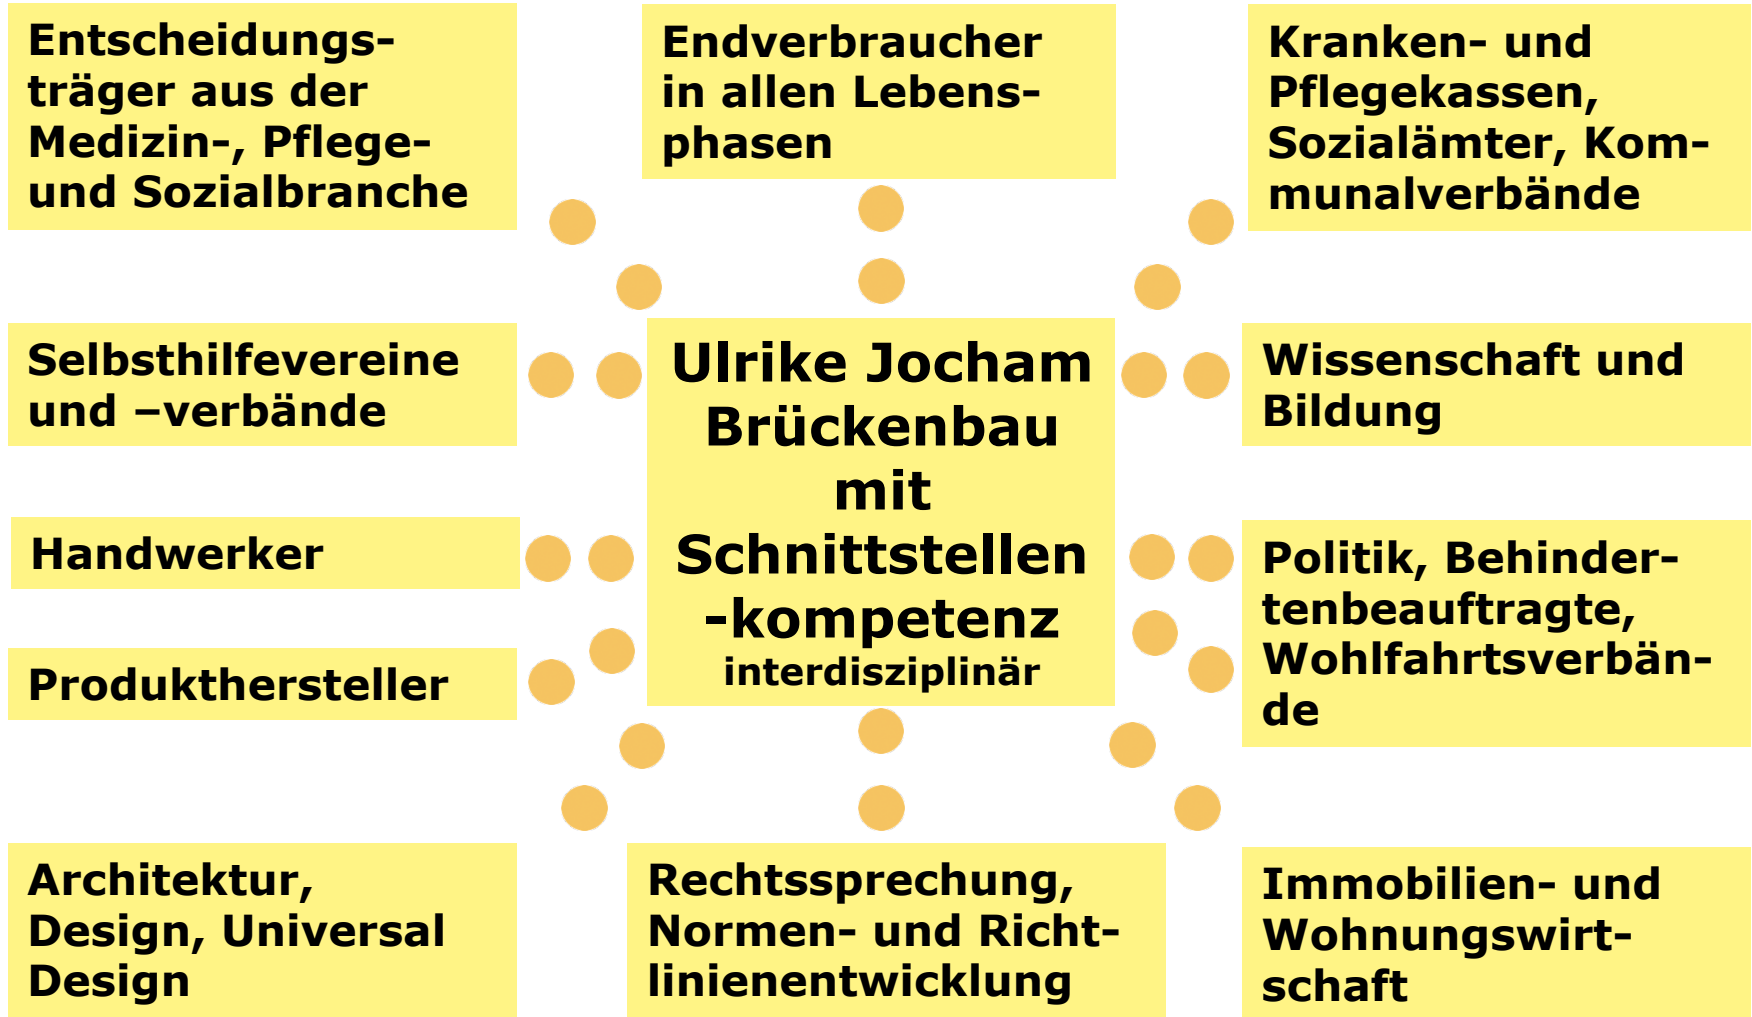 Entscheidungs-
träger aus der
Medizin-, Pflege-
und Sozialbranche
Endverbraucher
in allen Lebens-
phasen
Kranken- und
Pflegekassen,
Sozialämter, Kom-
munalverbände
Selbsthilfevereine
und –verbände
Ulrike Jocham
Brückenbau
mit
Schnittstellen
-kompetenz
interdisziplinär
Wissenschaft und
Bildung
Handwerker
Politik, Behinder-
tenbeauftragte,
Wohlfahrtsverbän-
de
Produkthersteller
Architektur,
Design, Universal
Design
Rechtssprechung,
Normen- und Richt-
linienentwicklung
Immobilien- und
Wohnungswirt-
schaft